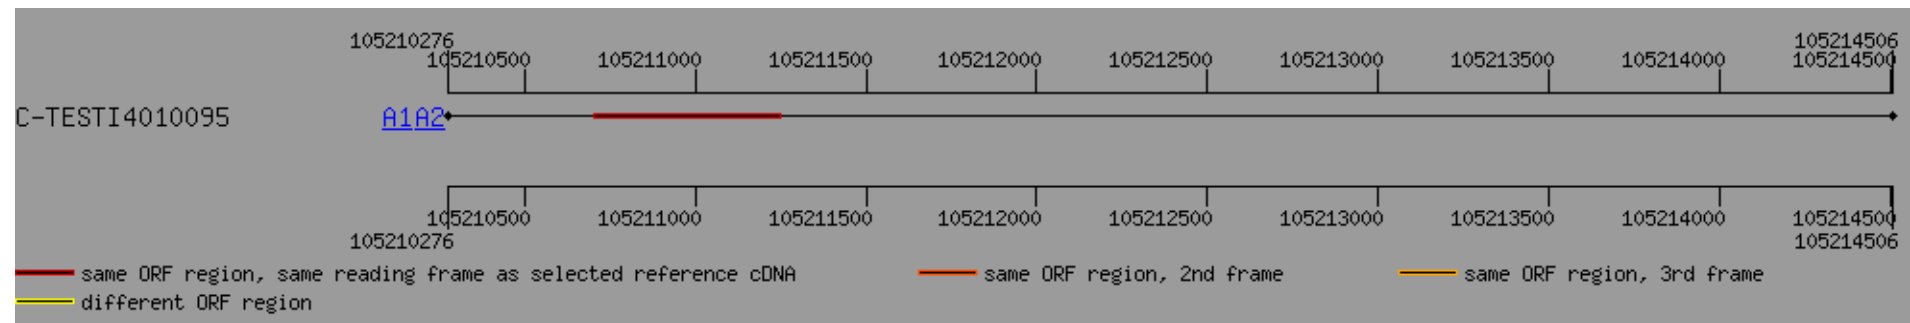 105210276 105214506
105210500 105211000 105211500 105212000 105212500 105213000 105213500 105214000 105214500
C-TESTI4010095 A1A2
105210500 105211000 105211500 105212000 105212500 105213000 105213500 105214000 105214500
105210276 105214506
same ORF region, same reading frame as selected reference cDNA same ORF region, 2nd frame same ORF region, 3rd frame
different ORF region